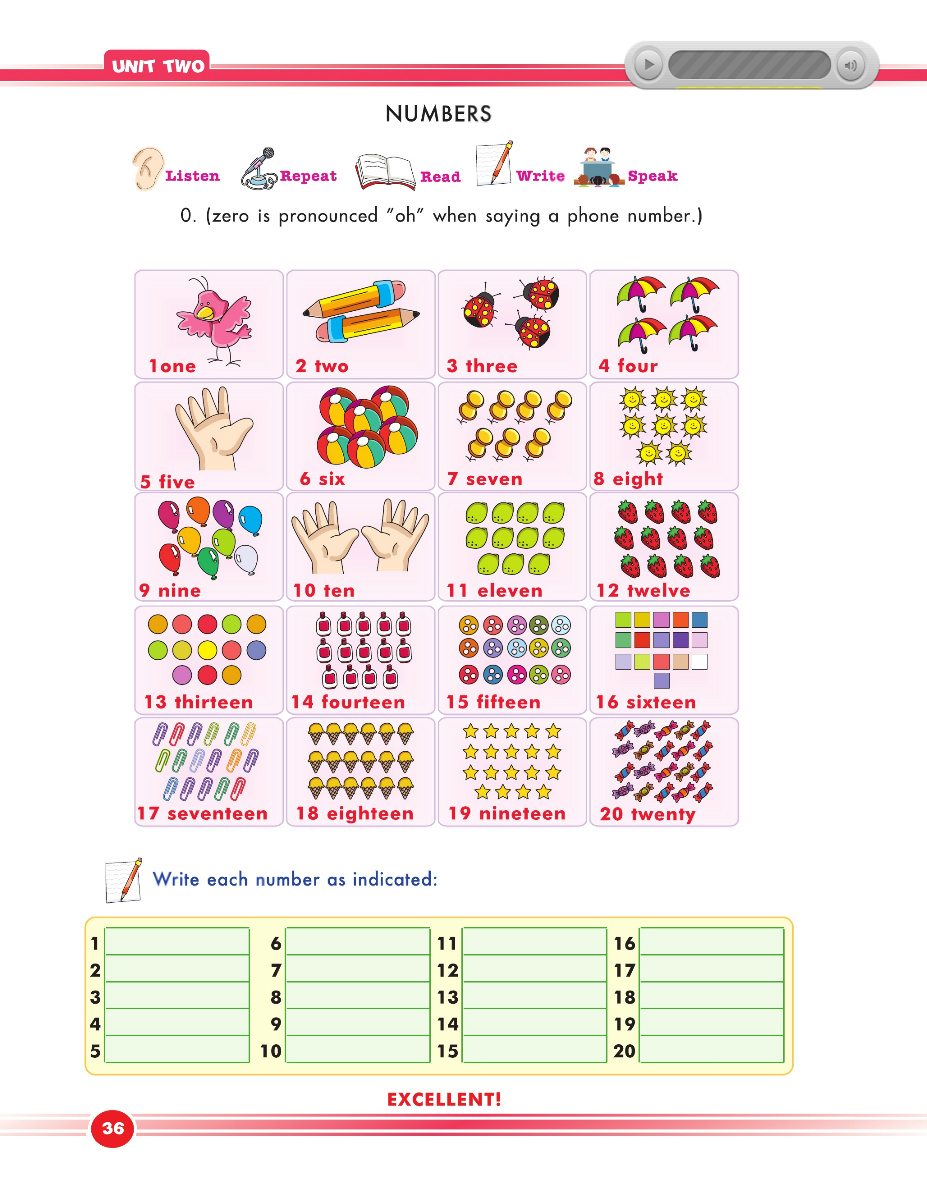 UNIT TWO
NUMBERS
Listen Repeat Read Write Speak
0. (zero is pronounced "oh" when saying a phone number.)
1one 2 two 3 three 4 four
5 five 6 six 7 seven 8 eight
9 nine 10 ten 11 eleven 12 twelve
13 thirteen 14 fourteen 15 fifteen 16 sixteen
17 seventeen 18 eighteen 19 nineteen 20 twenty
Write each number as indicated:
1 6 11 16
2 7 12 17
3 8 13 18
4 9 14 19
5 10 15 20
EXCELLENT!
36